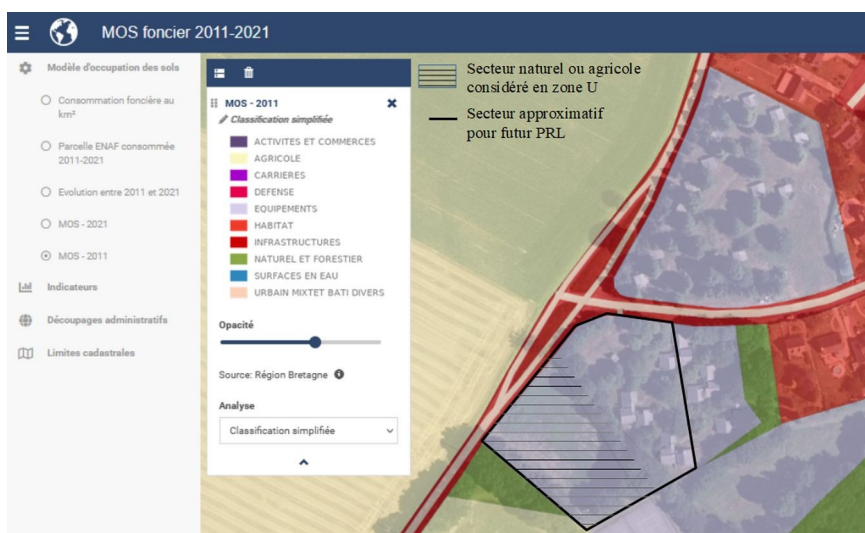 MOS foncier 2011-2021
Modèle d'occupation des sols
Consommation foncière au
km²
Parcelle ENAF consommée
2011-2021
Evolution entre 2011 et 2021
MOS - 2021
MOS - 2011
Indicateurs
Découpages administratifs
Limites cadastrales
MOS - 2011
Classification simplifiée
ACTIVITES ET COMMERCES
AGRICOLE
CARRIERES
DEFENSE
EQUIPEMENTS
HABITAT
INFRASTRUCTURES
NATUREL ET FORESTIER
SURFACES EN EAU
URBAIN MIXTET BATI DIVERS
Opacité
Source: Région Bretagne
Analyse
Classification simplifiée
Secteur naturel ou agricole
considéré en zone U
Secteur approximatif
pour futur PRL